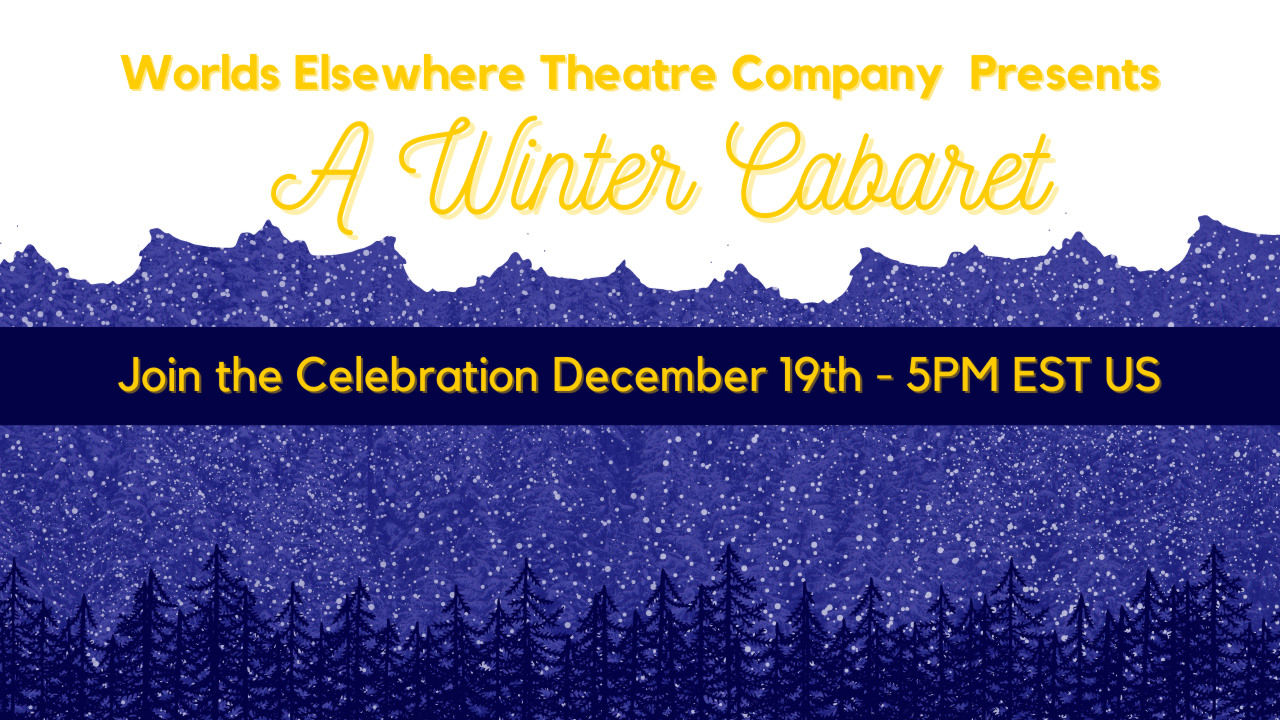 Worlds Elsewhere Theatre Company  Presents
A Winter Cabaret
Join the Celebration December 19th - 5PM EST US